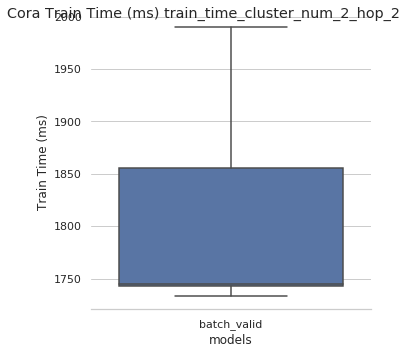 Cora Train Time (ms) train_time_cluster_num_2_hop_2
2000
1950
1900
1850
1800
1750
Train Time (ms)
batch_valid
models